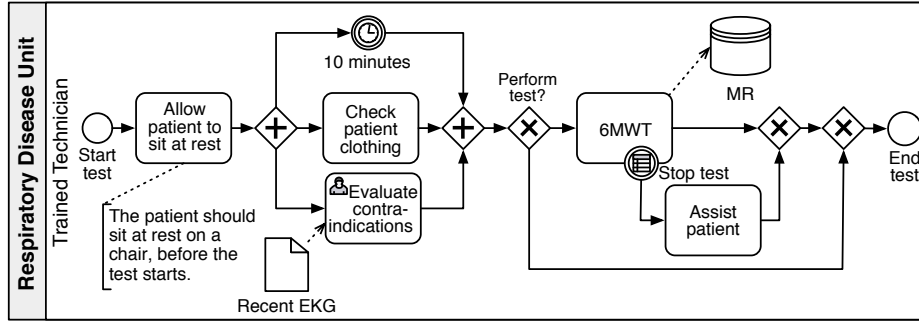 Respiratory Disease Unit
Trained Technician
Start
test
Allow
patient to
sit at rest
The patient should
sit at rest on a
chair, before the
test starts.
10 minutes
Check
patient
clothing
Evaluate
contra-
indications
Recent EKG
Perform
test?
6MWT
MR
Stop test
Assist
patient
End
test